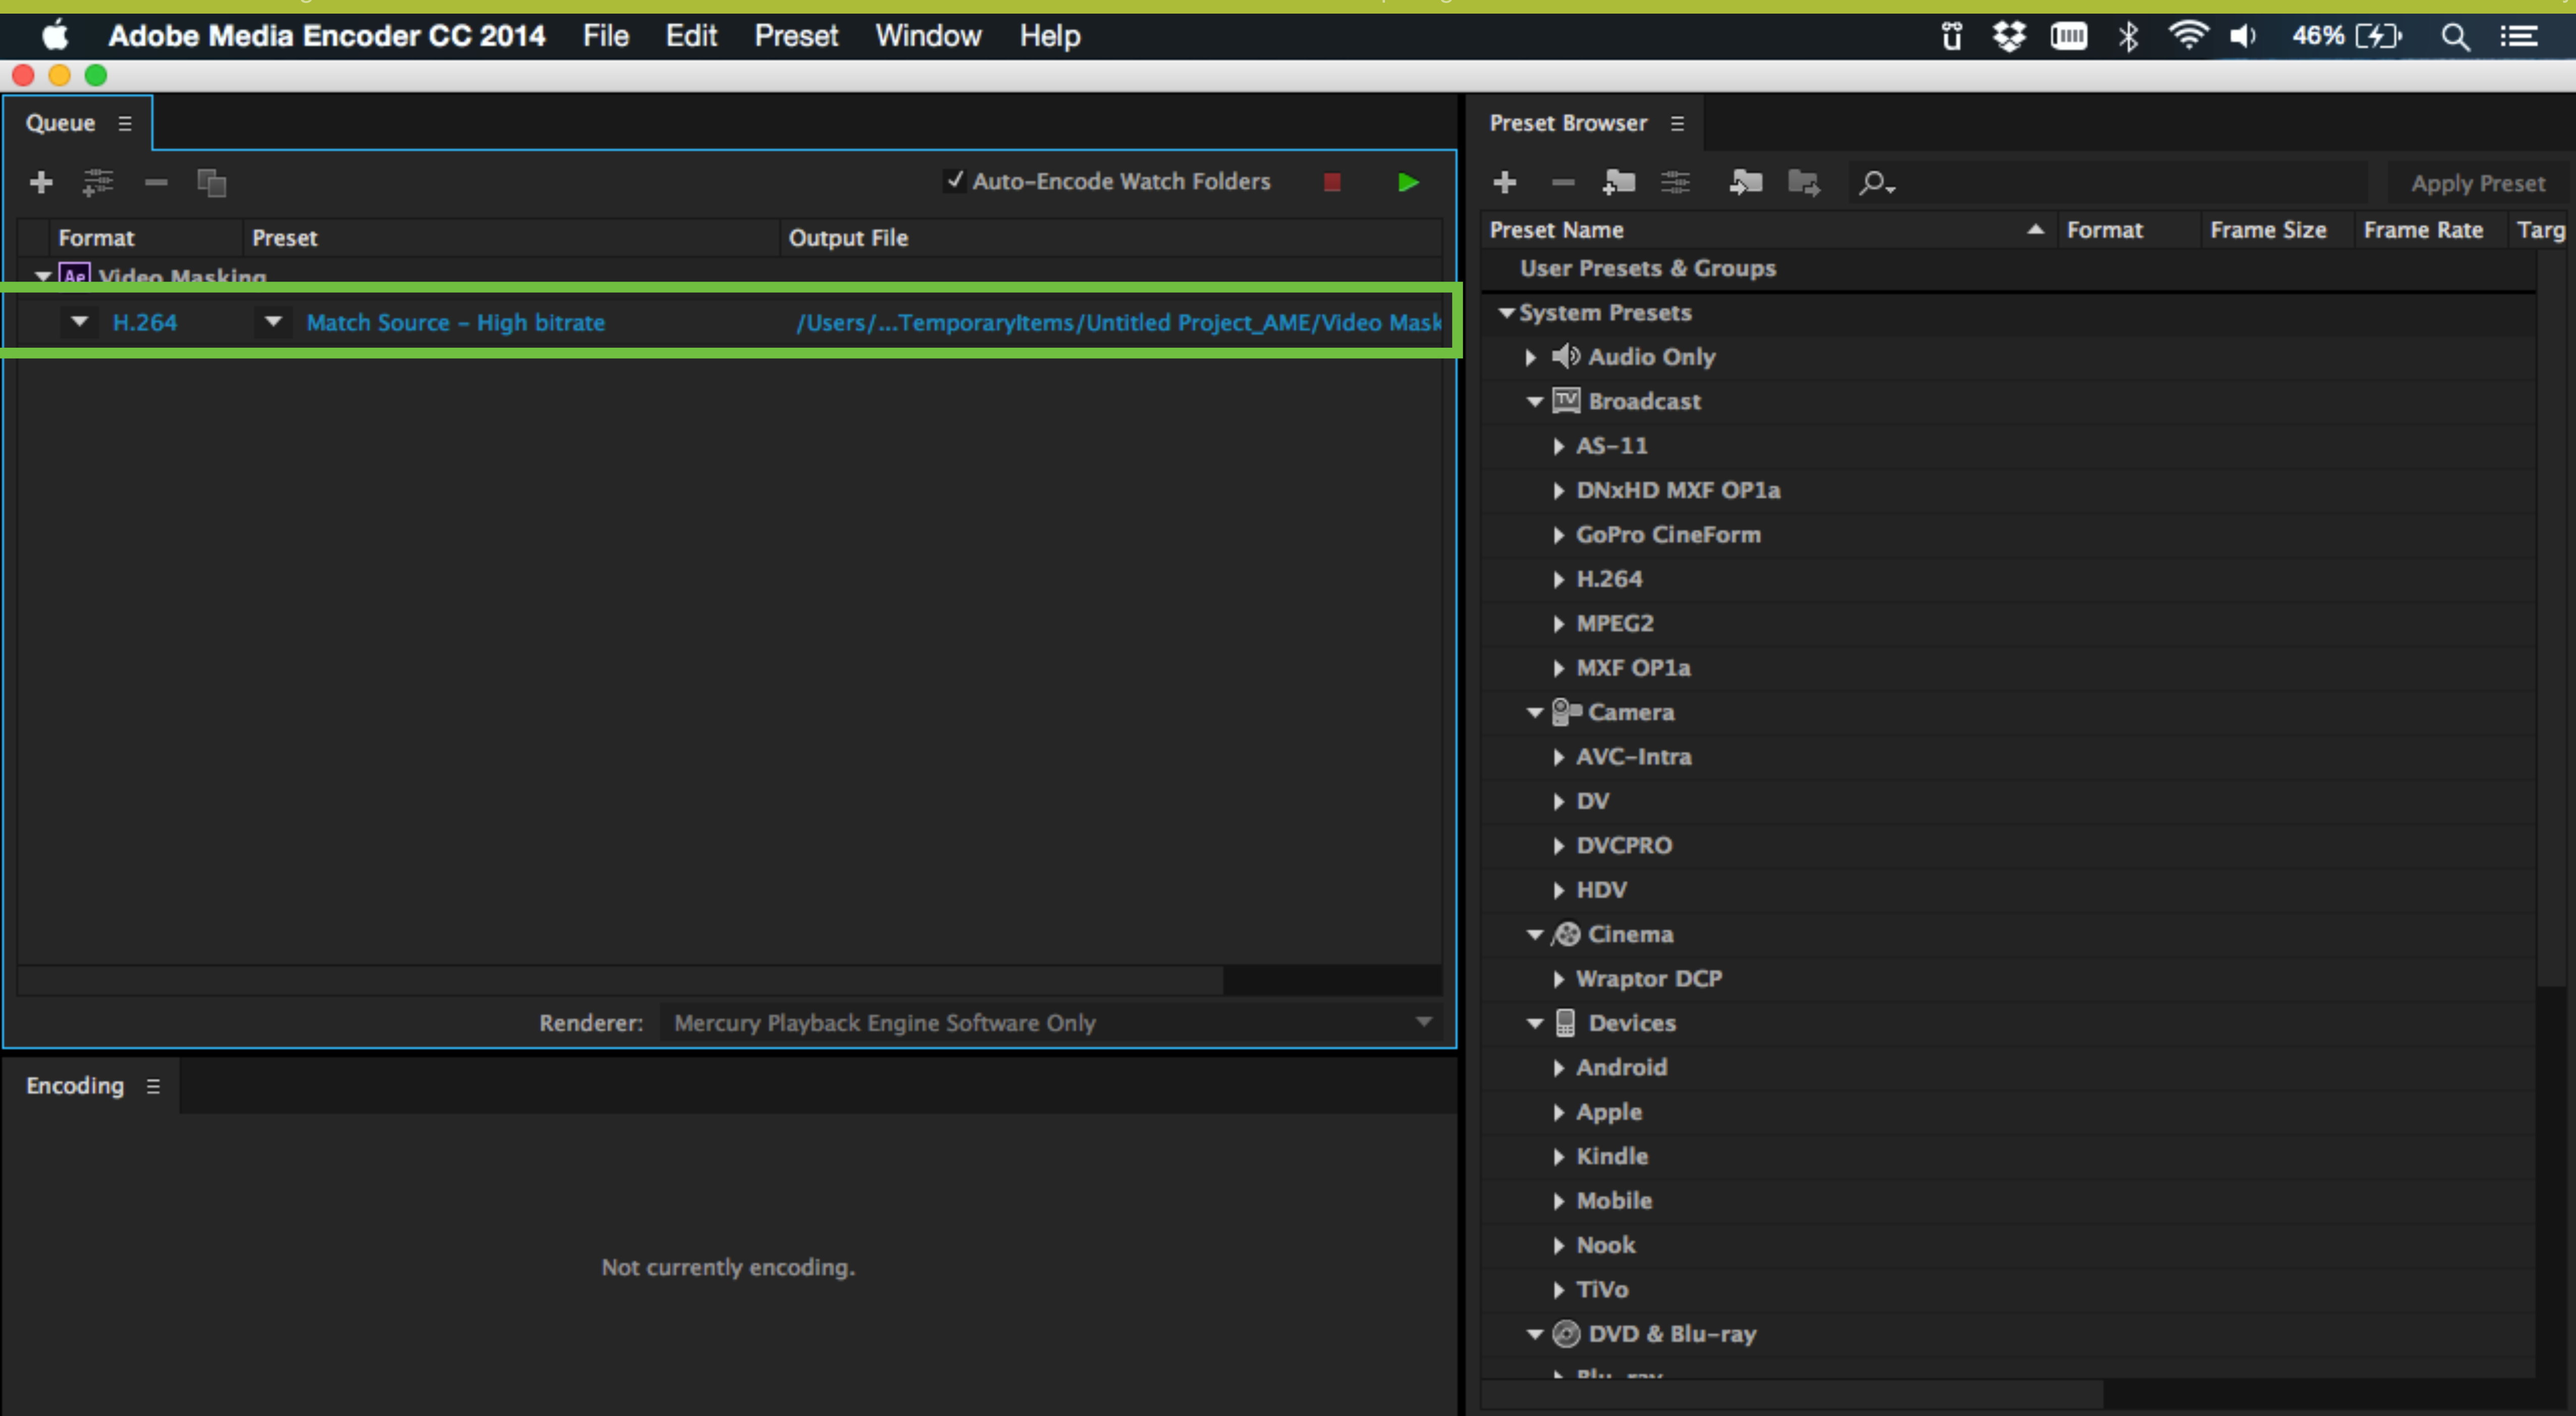 Adobe Media Encoder CC 2014 File Edit Preset Window Help 46%
Queue
Auto-Encode Watch Folders
Format Preset Output File
Ae Video Masking
H.264 Match Source - High bitrate /Users/...TemporaryItems/Untitled Project_AME/Video Mask
Renderer: Mercury Playback Engine Software Only
Encoding
Not currently encoding.
Preset Browser
Apply Preset
Preset Name Format Frame Size Frame Rate Targ
User Presets & Groups
System Presets
Audio Only
TV Broadcast
AS-11
DNxHD MXF OP1a
GoPro CineForm
H.264
MPEG2
MXF OP1a
Camera
AVC-Intra
DV
DVCPRO
HDV
Cinema
Wraptor DCP
Devices
Android
Apple
Kindle
Mobile
Nook
TiVo
DVD & Blu-ray
Blu-ray